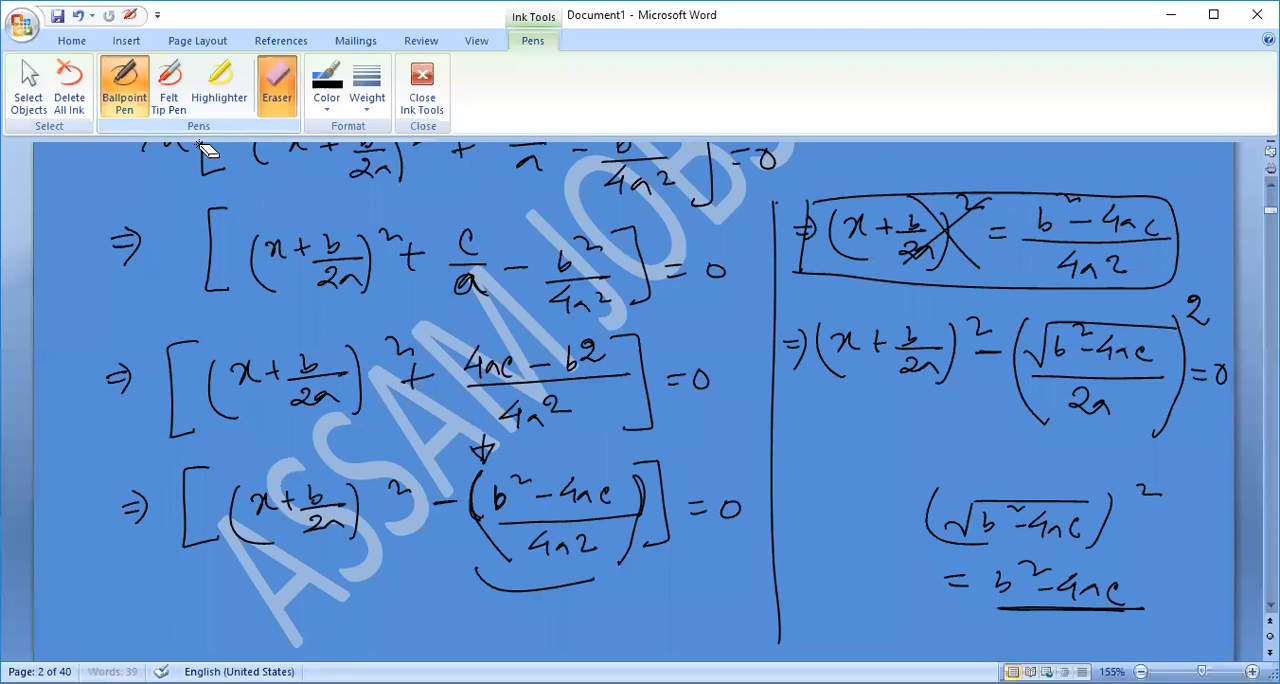 Ink Tools
Document1 - Microsoft Word
Home Insert Page Layout References Mailings Review View Pens
Select Objects
Delete All Ink
Ballpoint Pen
Felt Tip Pen
Highlighter
Eraser
Color
Weight
Close Ink Tools
Select Pens Format Close
⇒ [(x + b/2a)² + c/a − b²/4a²] = 0
⇒ [(x + b/2a)² + (4ac − b²)/4a²] = 0
⇒ [(x + b/2a)² − ((b² − 4ac)/4a²)] = 0
⇒ (x + b/2a)² = (b² − 4ac)/4a²
⇒ (x + b/2a)² − (√(b² − 4ac)/2a)² = 0
(√(b² − 4ac))²
= b² − 4ac
ASSAM JOBS
Page: 2 of 40 Words: 39 English (United States) 155%